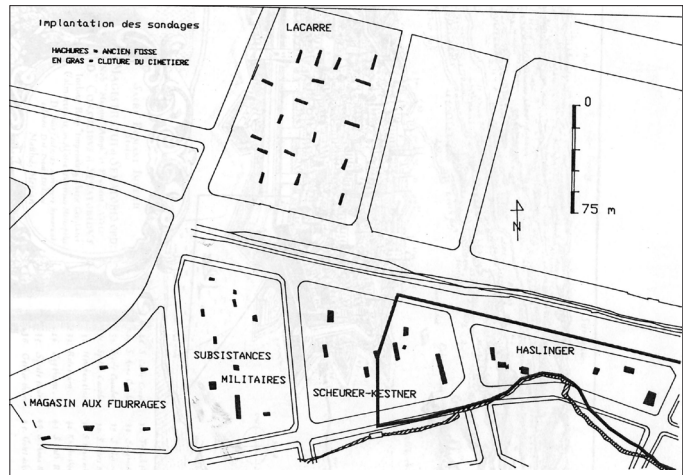 Implantation des sondages
HACHURES = ANCIEN FOSSE
EN GRAS = CLOTURE DU CIMETIERE
LACARRE
0
75 m
N
SUBSISTANCES
MILITAIRES
SCHEURER-KESTNER
HASLINGER
MAGASIN AUX FOURRAGES